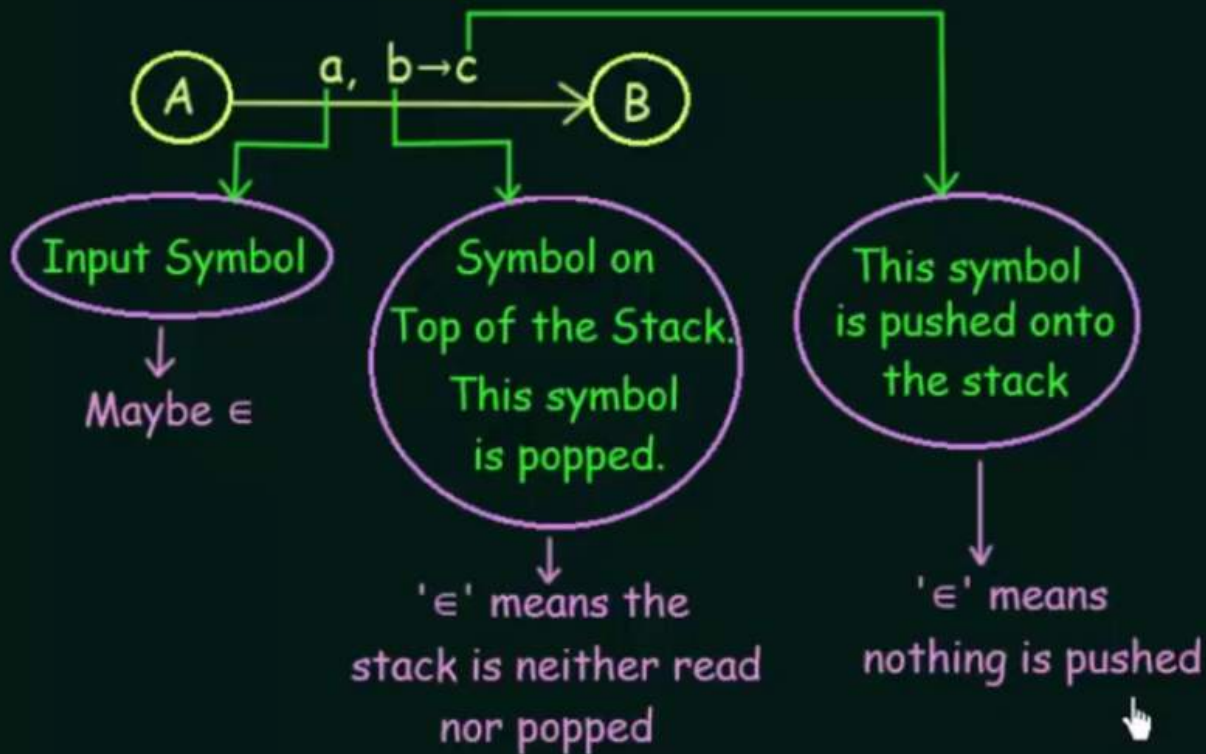 A
a, b→c
B
Input Symbol
Maybe ∈
Symbol on
Top of the Stack.
This symbol
is popped.
'∈' means the
stack is neither read
nor popped
This symbol
is pushed onto
the stack
'∈' means
nothing is pushed